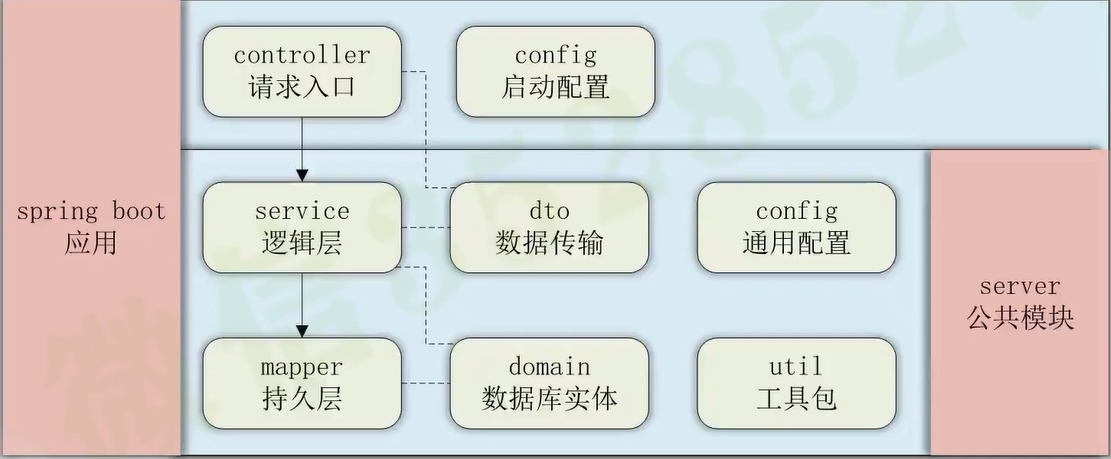 controller
请求入口
config
启动配置
spring boot
应用
service
逻辑层
dto
数据传输
config
通用配置
server
公共模块
mapper
持久层
domain
数据库实体
util
工具包